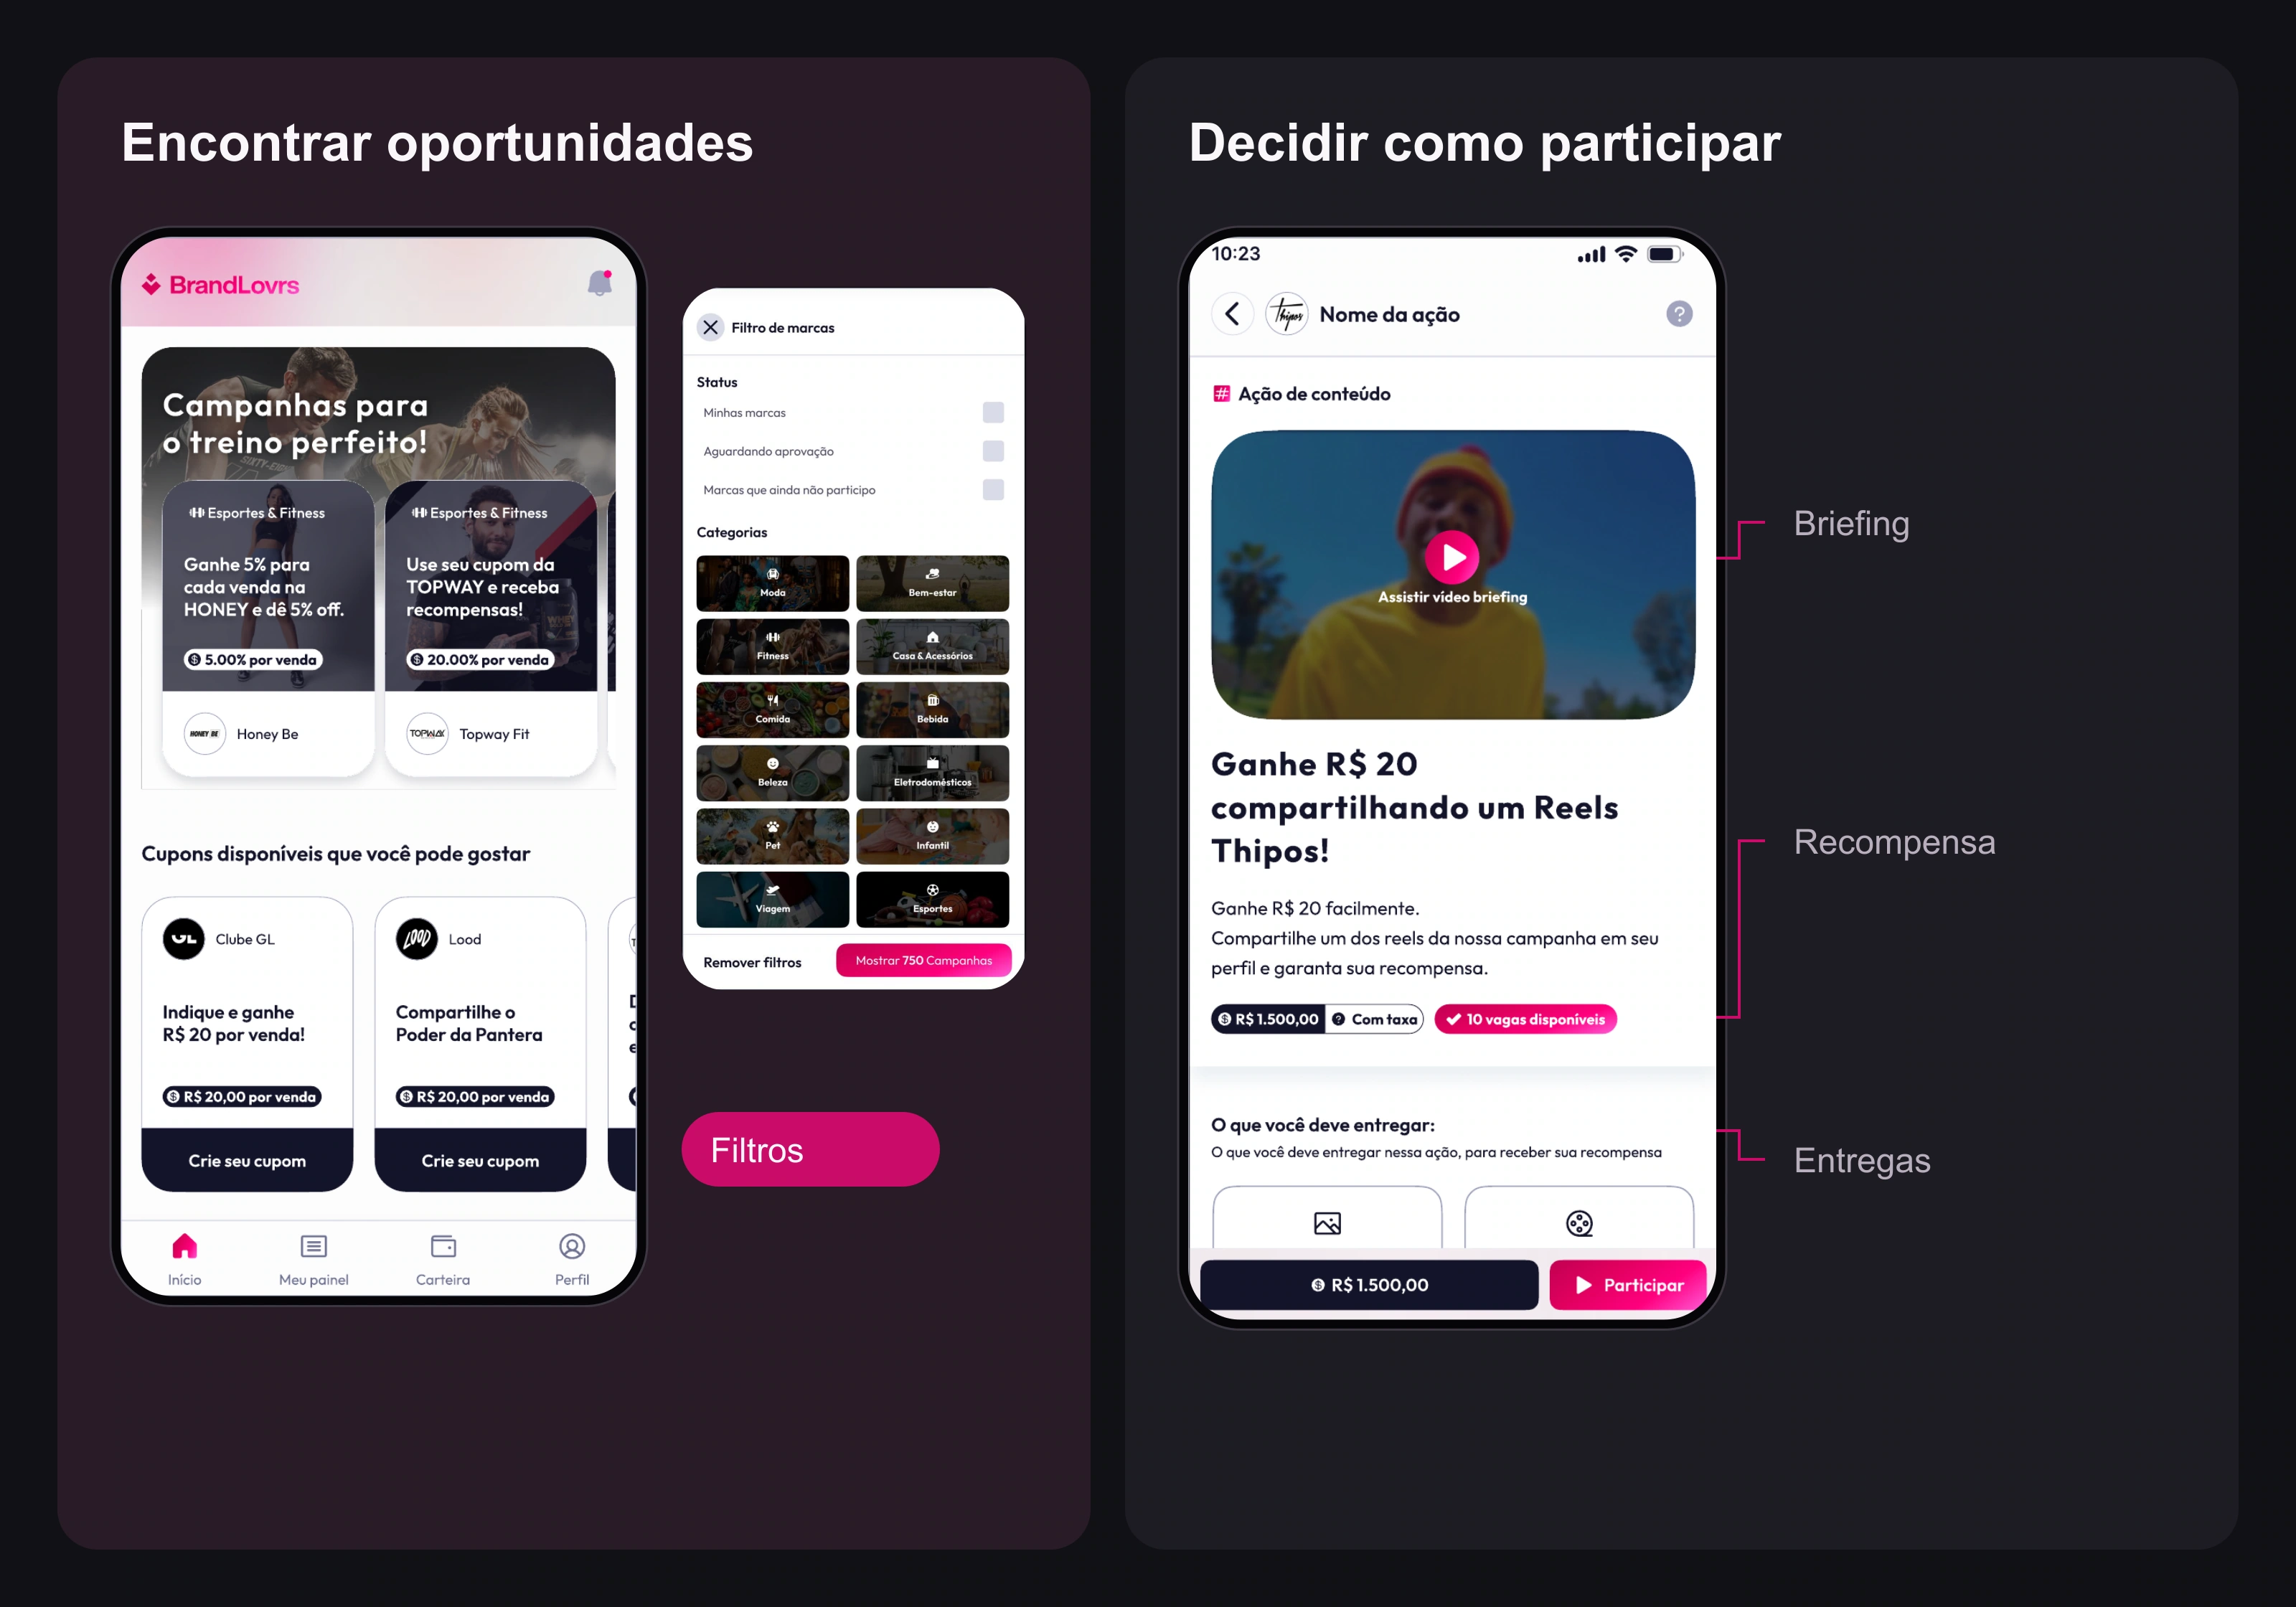 Encontrar oportunidades
BrandLovrs
Campanhas para
o treino perfeito!
Esportes & Fitness
Ganhe 5% para
cada venda na
HONEY e dê 5% off.
5.00% por venda
HONEY BE
Honey Be
Esportes & Fitness
Use seu cupom da
TOPWAY e receba
recompensas!
20.00% por venda
TOPWAY
Topway Fit
Cupons disponíveis que você pode gostar
GL
Clube GL
Indique e ganhe
R$ 20 por venda!
R$ 20,00 por venda
Crie seu cupom
LOOD
Lood
Compartilhe o
Poder da Pantera
R$ 20,00 por venda
Crie seu cupom
Início
Meu painel
Carteira
Perfil
Filtro de marcas
Status
Minhas marcas
Aguardando aprovação
Marcas que ainda não participo
Categorias
Moda
Bem-estar
Fitness
Casa & Acessórios
Comida
Bebida
Beleza
Eletrodomésticos
Pet
Infantil
Viagem
Esportes
Remover filtros
Mostrar 750 Campanhas
Filtros
Decidir como participar
10:23
Thipos
Nome da ação
?
# Ação de conteúdo
Assistir vídeo briefing
Ganhe R$ 20
compartilhando um Reels
Thipos!
Ganhe R$ 20 facilmente.
Compartilhe um dos reels da nossa campanha em seu
perfil e garanta sua recompensa.
R$ 1.500,00
Com taxa
10 vagas disponíveis
O que você deve entregar:
O que você deve entregar nessa ação, para receber sua recompensa
R$ 1.500,00
Participar
Briefing
Recompensa
Entregas